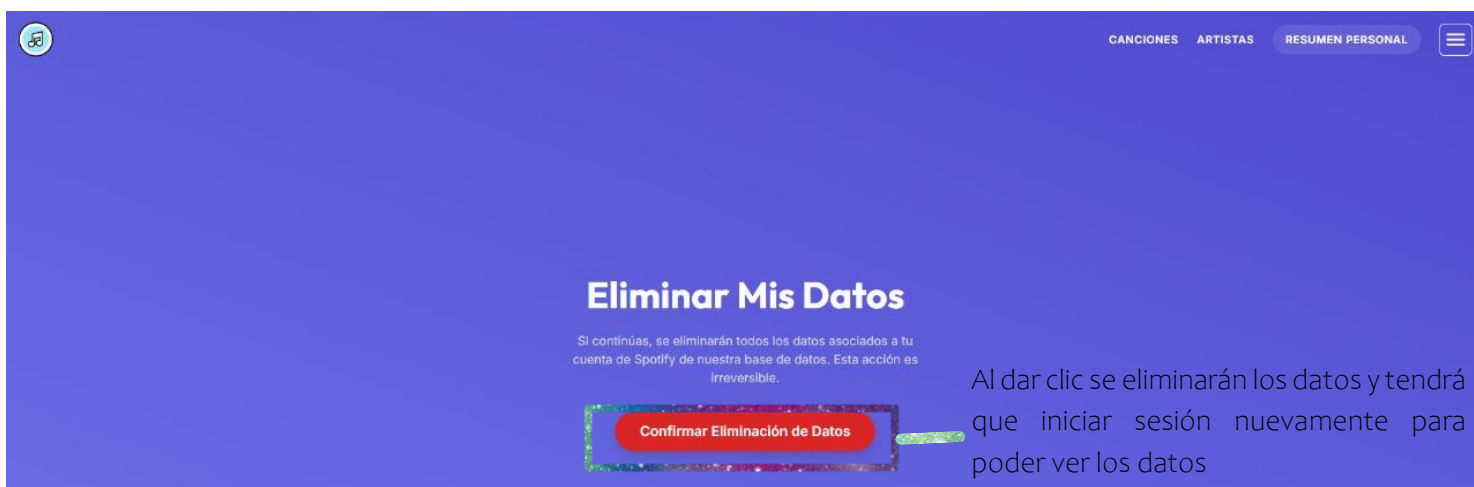 CANCIONES ARTISTAS RESUMEN PERSONAL
Eliminar Mis Datos
Si continúas, se eliminarán todos los datos asociados a tu
cuenta de Spotify de nuestra base de datos. Esta acción es
irreversible.
Confirmar Eliminación de Datos
Al dar clic se eliminarán los datos y tendrá
que iniciar sesión nuevamente para
poder ver los datos